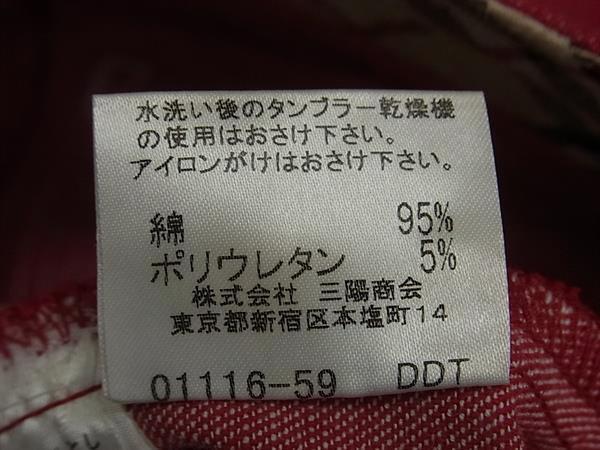 水洗い後のタンブラー乾燥機
の使用はおさけ下さい。
アイロンがけはおさけ下さい。
綿 95%
ポリウレタン 5%
株式会社 三陽商会
東京都新宿区本塩町14
01116-59 DDT